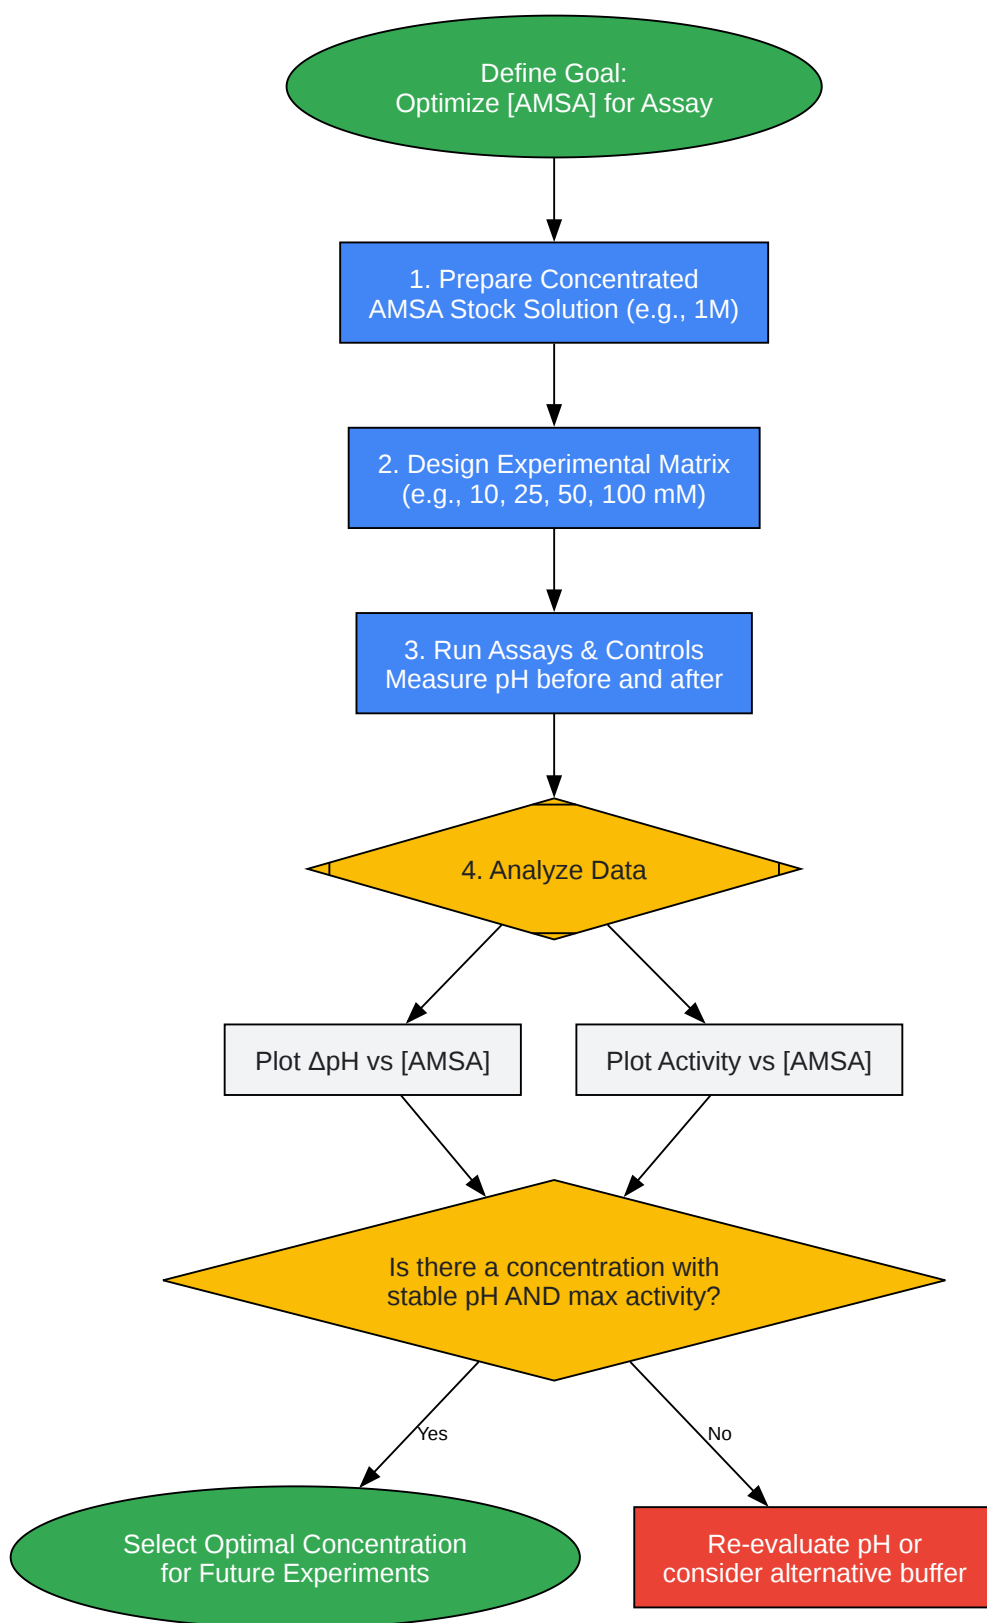 Define Goal:
Optimize [AMSA] for Assay
1. Prepare Concentrated
AMSA Stock Solution (e.g., 1M)
2. Design Experimental Matrix
(e.g., 10, 25, 50, 100 mM)
3. Run Assays & Controls
Measure pH before and after
4. Analyze Data
Plot ΔpH vs [AMSA]
Plot Activity vs [AMSA]
Is there a concentration with
stable pH AND max activity?
Yes
No
Select Optimal Concentration
for Future Experiments
Re-evaluate pH or
consider alternative buffer